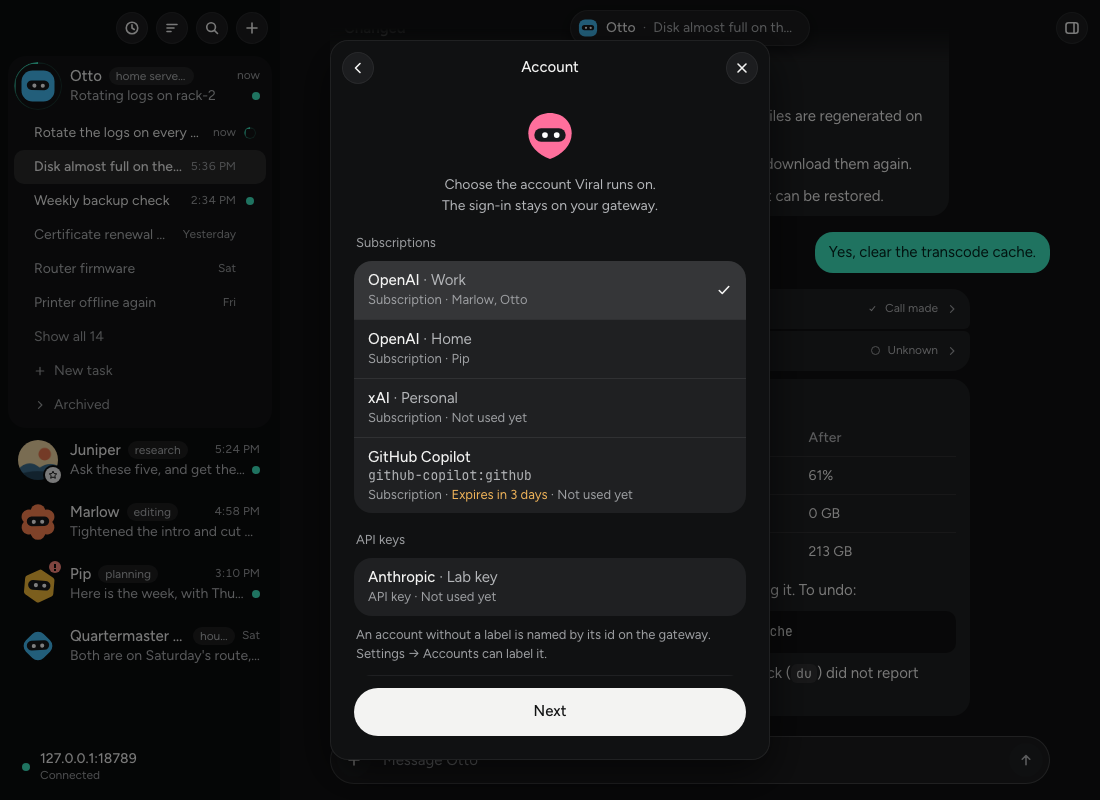 Otto · Disk almost full on th…
Otto
home serve…
now
Rotating logs on rack-2
Rotate the logs on every … now
Disk almost full on the… 5:36 PM
Weekly backup check 2:34 PM
Certificate renewal … Yesterday
Router firmware Sat
Printer offline again Fri
Show all 14
New task
Archived
Juniper research 5:24 PM
Ask these five, and get the…
Marlow editing 4:58 PM
Tightened the intro and cut …
Pip planning 3:10 PM
Here is the week, with Thu…
Quartermaster … hou… Sat
Both are on Saturday's route,…
127.0.0.1:18789
Connected
Account
Choose the account Viral runs on.
The sign-in stays on your gateway.
Subscriptions
OpenAI · Work
Subscription · Marlow, Otto
OpenAI · Home
Subscription · Pip
xAI · Personal
Subscription · Not used yet
GitHub Copilot
github-copilot:github
Subscription · Expires in 3 days · Not used yet
API keys
Anthropic · Lab key
API key · Not used yet
An account without a label is named by its id on the gateway.
Settings → Accounts can label it.
Next
are regenerated on
download them again.
can be restored.
Yes, clear the transcode cache.
Call made
Unknown
After
61%
0 GB
213 GB
it. To undo:
(du) did not report
Message Otto